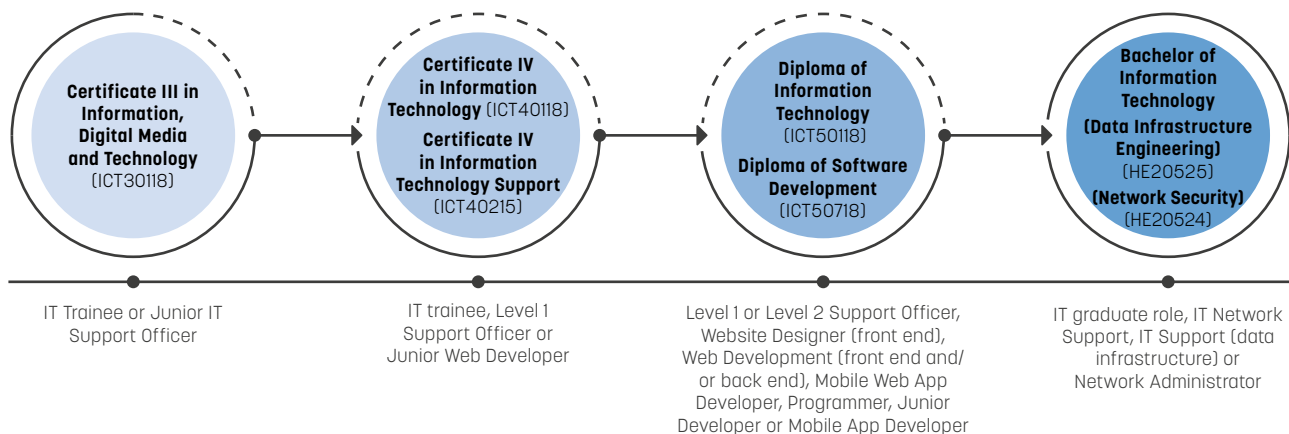 Certificate III in
Information,
Digital Media
and Technology
(ICT30118)
Certificate IV
in Information
Technology (ICT40118)
Certificate IV
in Information
Technology Support
(ICT40215)
Diploma of
Information
Technology
(ICT50118)
Diploma of Software
Development
(ICT50718)
Bachelor of
Information
Technology
(Data Infrastructure
Engineering)
(HE20525)
(Network Security)
(HE20524)
IT Trainee or Junior IT
Support Officer
IT trainee, Level 1
Support Officer or
Junior Web Developer
Level 1 or Level 2 Support Officer,
Website Designer (front end),
Web Development (front end and/
or back end), Mobile Web App
Developer, Programmer, Junior
Developer or Mobile App Developer
IT graduate role, IT Network
Support, IT Support (data
infrastructure) or
Network Administrator